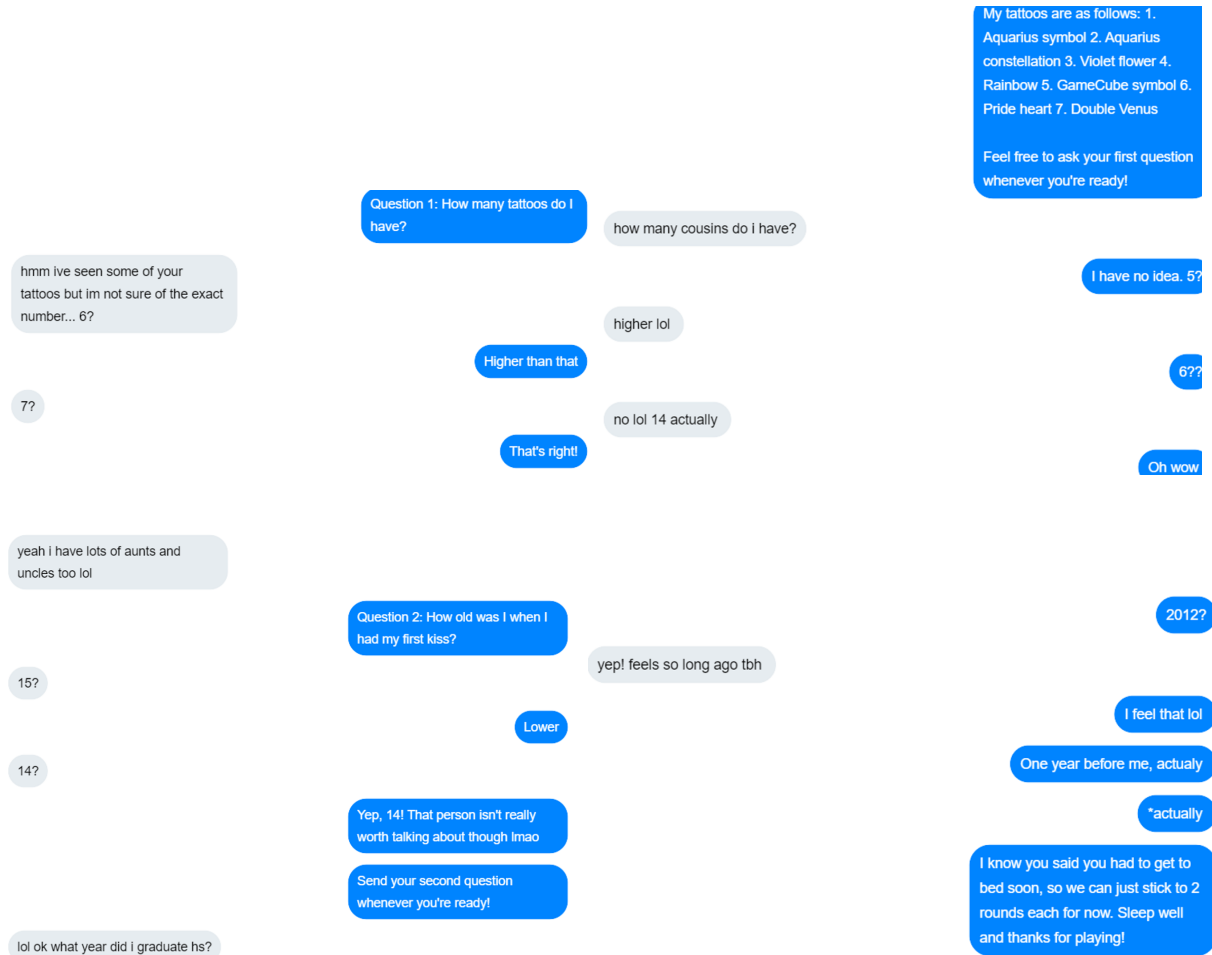 Question 1: How many tattoos do I
have?
hmm ive seen some of your
tattoos but im not sure of the exact
number... 6?
Higher than that
7?
That's right!
My tattoos are as follows: 1.
Aquarius symbol 2. Aquarius
constellation 3. Violet flower 4.
Rainbow 5. GameCube symbol 6.
Pride heart 7. Double Venus
Feel free to ask your first question
whenever you're ready!
how many cousins do i have?
I have no idea. 5?
higher lol
6??
no lol 14 actually
Oh wow
yeah i have lots of aunts and
uncles too lol
Question 2: How old was I when I
had my first kiss?
15?
Lower
14?
Yep, 14! That person isn't really
worth talking about though lmao
Send your second question
whenever you're ready!
lol ok what year did i graduate hs?
2012?
yep! feels so long ago tbh
I feel that lol
One year before me, actualy
*actually
I know you said you had to get to
bed soon, so we can just stick to 2
rounds each for now. Sleep well
and thanks for playing!